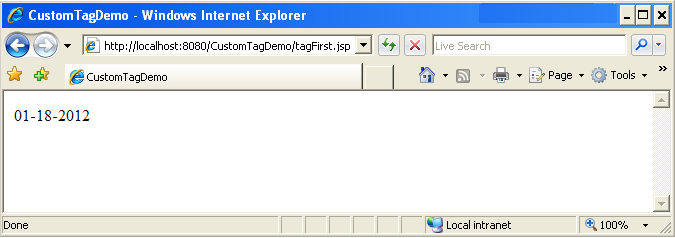 CustomTagDemo - Windows Internet Explorer
http://localhost:8080/CustomTagDemo/tagFirst.jsp
Live Search
CustomTagDemo
Page
Tools
01-18-2012
Done
Local intranet
100%